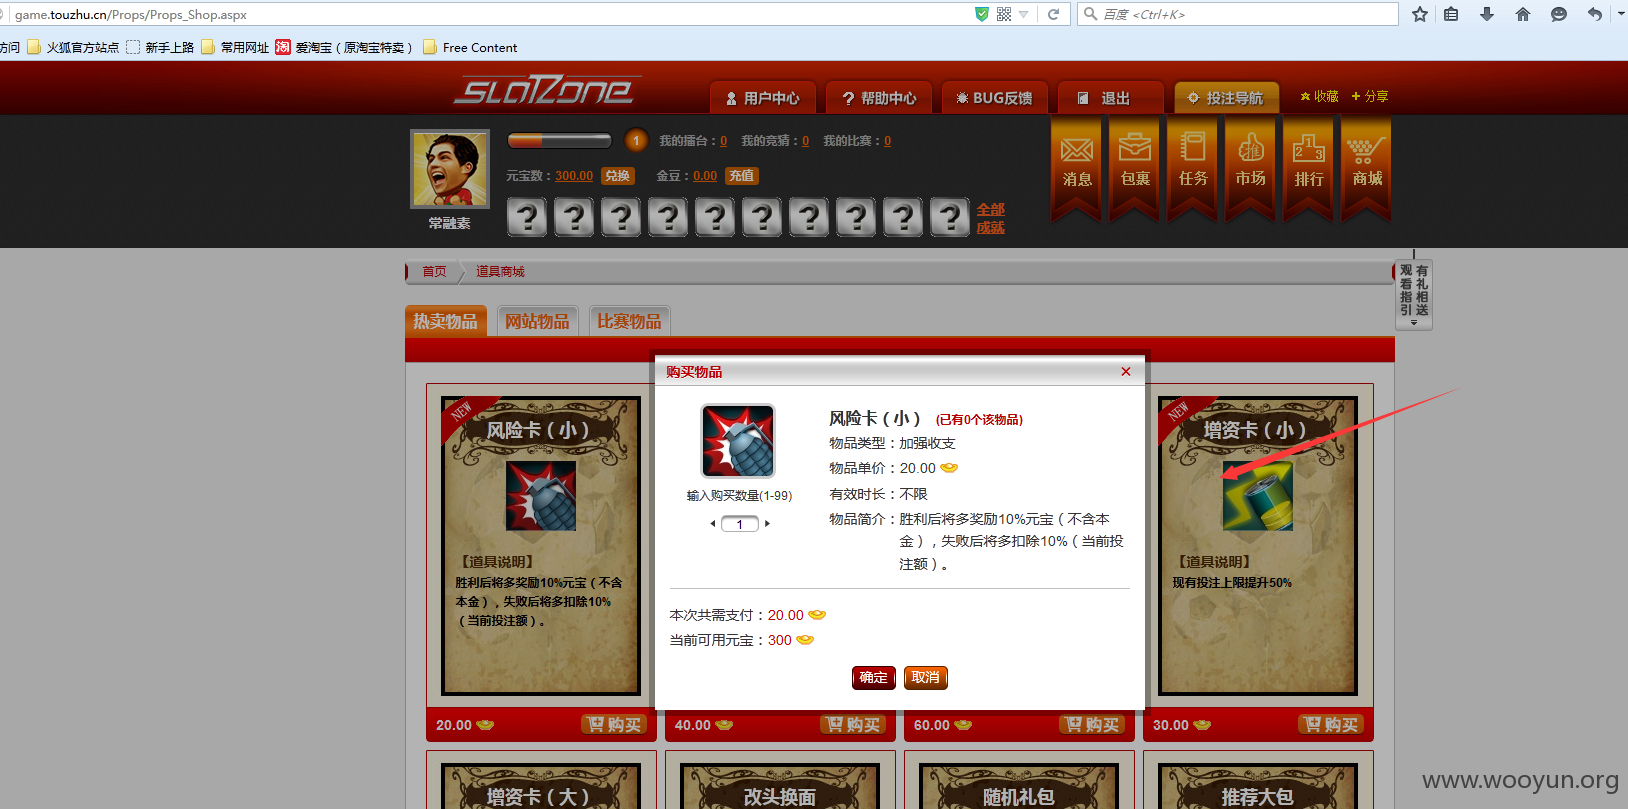 game.touzhu.cn/Props/Props_Shop.aspx
百度 <Ctrl+K>
访问 火狐官方站点 新手上路 常用网址 淘 爱淘宝（原淘宝特卖） Free Content
SLOTZONE
用户中心 ? 帮助中心 BUG反馈 退出 投注导航 收藏 + 分享
1 我的擂台：0 我的竞猜：0 我的比赛：0
元宝数：300.00 兑换 金豆：0.00 充值
消息 包裹 任务 推 市场 1 2 3 排行 商城
常融素
? ? ? ? ? ? ? ? ? ? 全部
成就
首页 道具商城
观看指引 有礼相送
热卖物品 网站物品 比赛物品
购买物品 ×
NEW
风险卡（小）
【道具说明】
胜利后将多奖励10%元宝（不含
本金），失败后将多扣除10%
（当前投注额）。
风险卡（小） (已有0个该物品)
物品类型：加强收支
物品单价：20.00
输入购买数量(1-99)
1
有效时长：不限
物品简介：胜利后将多奖励10%元宝（不含本
金），失败后将多扣除10%（当前投
注额）。
本次共需支付：20.00
当前可用元宝：300
确定 取消
NEW
增资卡（小）
【道具说明】
现有投注上限提升50%
20.00 购买 40.00 购买 60.00 购买 30.00 购买
增资卡（大） 改头换面 随机礼包 推荐大包
www.wooyun.org